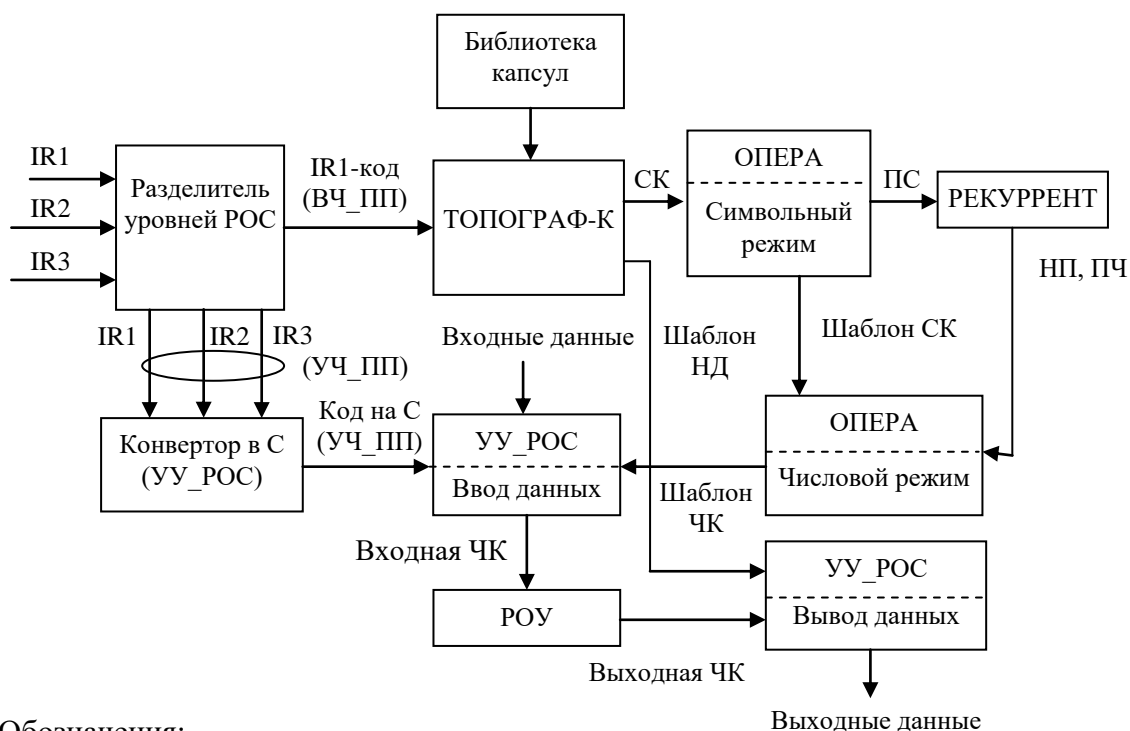 Библиотека
капсул
IR1
IR2
IR3
Разделитель
уровней РОС
IR1-код
(ВЧ_ПП)
ТОПОГРАФ-К
СК
ОПЕРА
Символьный
режим
ПС
РЕКУРРЕНТ
НП, ПЧ
IR1
IR2
IR3
(УЧ_ПП)
Входные данные
Шаблон
НД
Шаблон СК
Конвертор в С
(УУ_РОС)
Код на С
(УЧ_ПП)
УУ_РОС
Ввод данных
Шаблон
ЧК
ОПЕРА
Числовой режим
Входная ЧК
РОУ
Выходная ЧК
УУ_РОС
Вывод данных
Выходные данные
Обозначения: